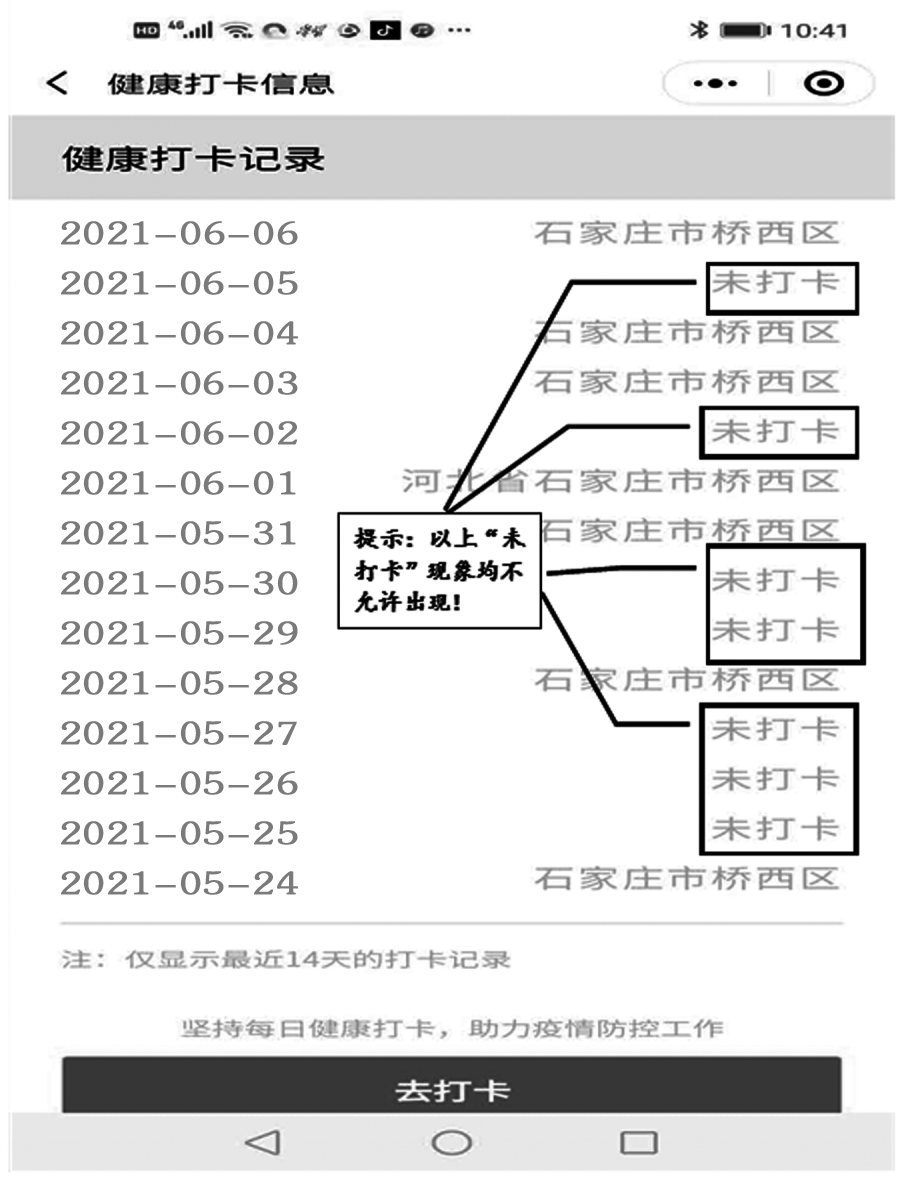 HD 4G 10:41
健康打卡信息
健康打卡记录
2021-06-06 石家庄市桥西区
2021-06-05 未打卡
2021-06-04 石家庄市桥西区
2021-06-03 石家庄市桥西区
2021-06-02 未打卡
2021-06-01 河北省石家庄市桥西区
2021-05-31 石家庄市桥西区
2021-05-30 未打卡
2021-05-29 未打卡
2021-05-28 石家庄市桥西区
2021-05-27 未打卡
2021-05-26 未打卡
2021-05-25 未打卡
2021-05-24 石家庄市桥西区
提示：以上“未
打卡”现象均不
允许出现！
注：仅显示最近14天的打卡记录
坚持每日健康打卡，助力疫情防控工作
去打卡